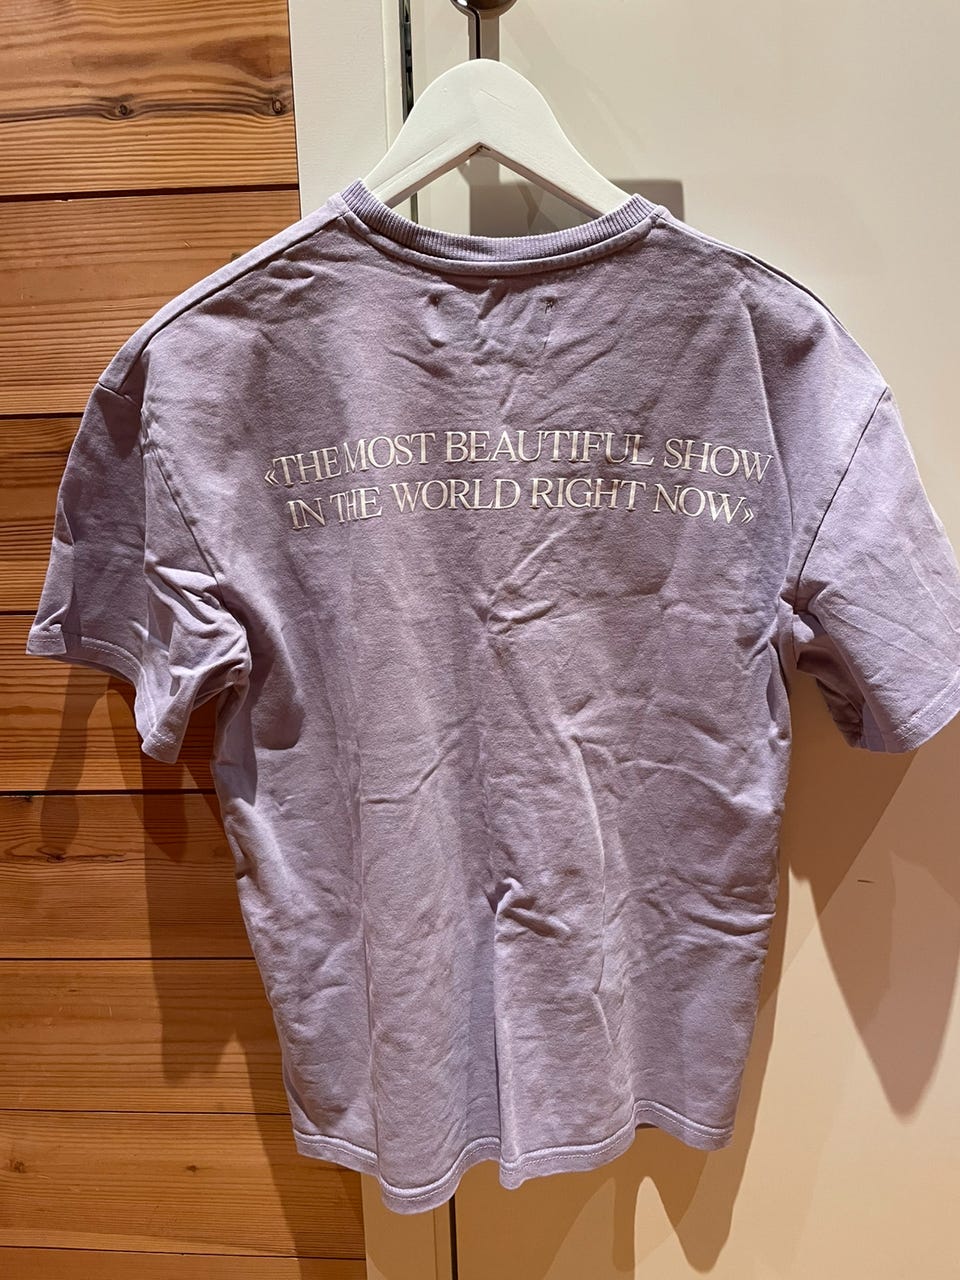 «THE MOST BEAUTIFUL SHOW
IN THE WORLD RIGHT NOW»